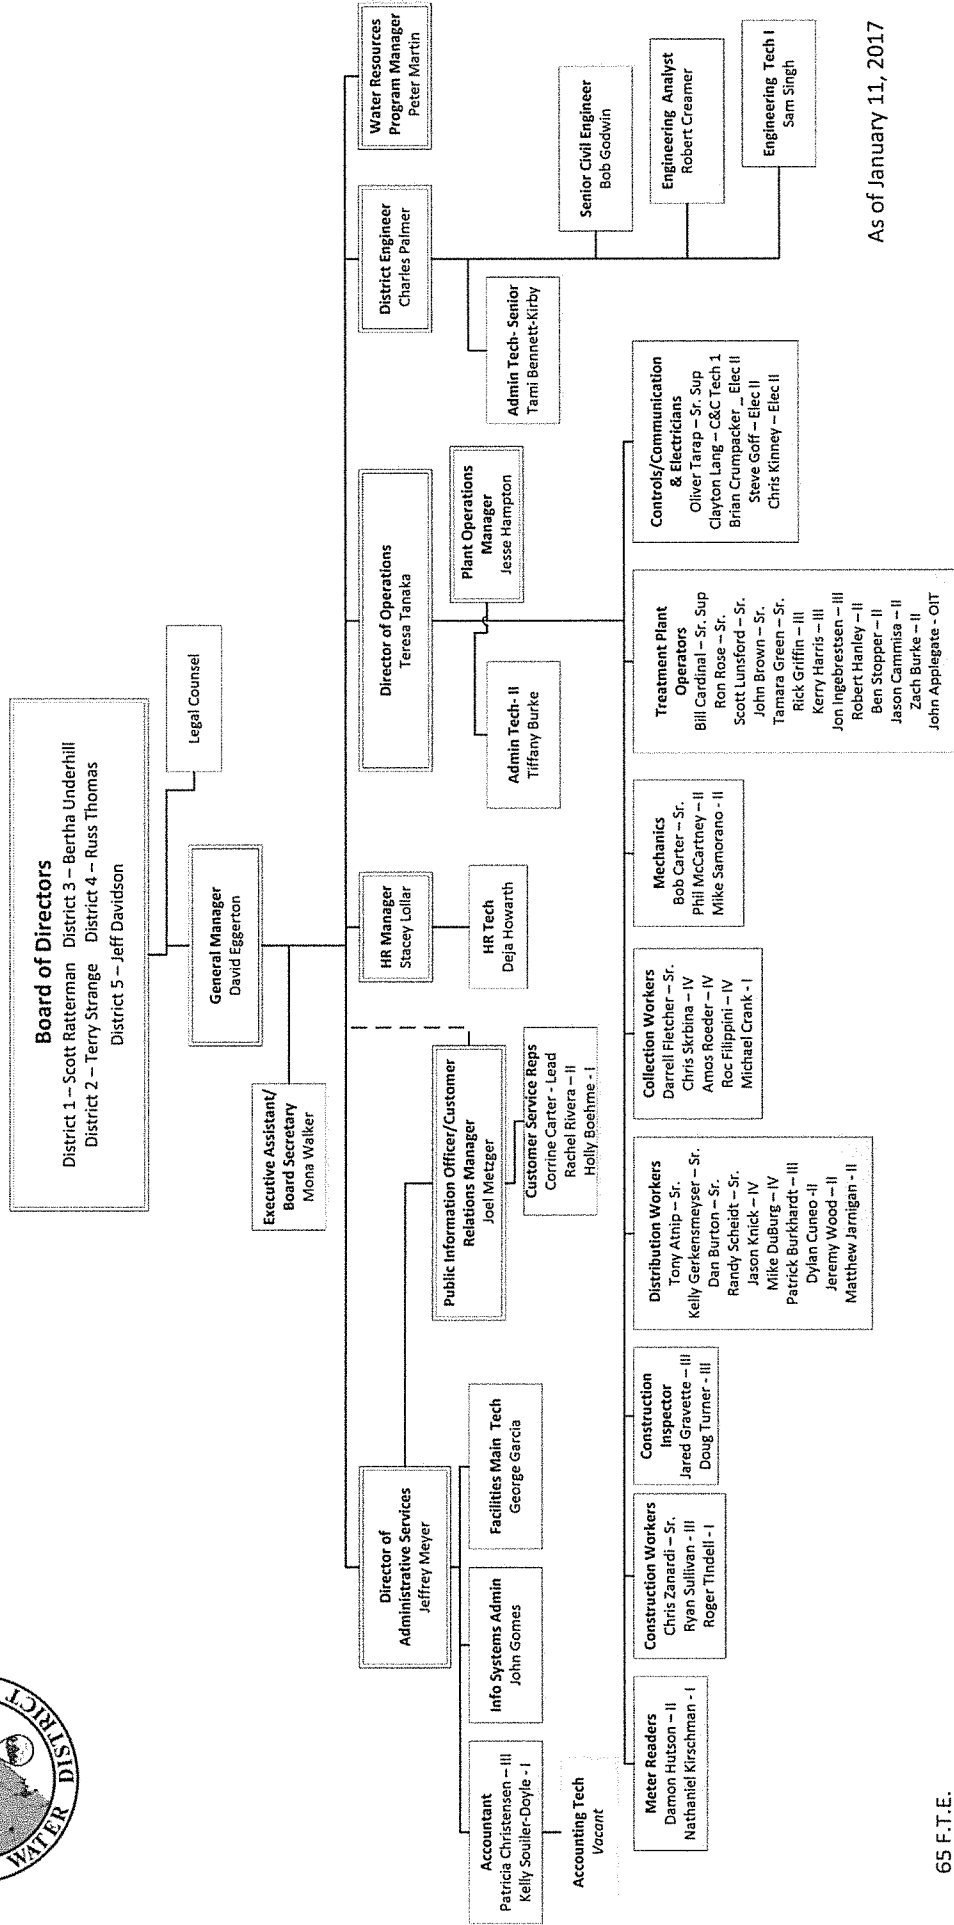 WATER DISTRICT
Board of Directors
District 1 – Scott Ratterman District 3 – Bertha Underhill
District 2 – Terry Strange District 4 – Russ Thomas
District 5 – Jeff Davidson
Legal Counsel
General Manager
David Eggerton
Executive Assistant/
Board Secretary
Mona Walker
Director of
Administrative Services
Jeffrey Meyer
HR Manager
Stacey Lollar
Director of Operations
Teresa Tanaka
District Engineer
Charles Palmer
Water Resources
Program Manager
Peter Martin
Public Information Officer/Customer
Relations Manager
Joel Metzger
Plant Operations
Manager
Jesse Hampton
Accountant
Patricia Christensen – III
Kelly Souiler-Doyle - I
Info Systems Admin
John Gomes
Facilities Main Tech
George Garcia
Customer Service Reps
Corrine Carter - Lead
Rachel Rivera – II
Holly Boehme - I
HR Tech
Deja Howarth
Admin Tech- II
Tiffany Burke
Admin Tech- Senior
Tami Bennett-Kirby
Senior Civil Engineer
Bob Godwin
Engineering Analyst
Robert Creamer
Engineering Tech I
Sam Singh
Accounting Tech
Vacant
Meter Readers
Damon Hutson – II
Nathaniel Kirschman - I
Construction Workers
Chris Zanardi – Sr.
Ryan Sullivan - III
Roger TIndell - I
Construction
Inspector
Jared Gravette – III
Doug Turner - III
Distribution Workers
Tony Atnip – Sr.
Kelly Gerkensmeyser – Sr.
Dan Burton – Sr.
Randy Scheidt – Sr.
Jason Knick – IV
Mike DuBurg – IV
Patrick Burkhardt – III
Dylan Cuneo -II
Jeremy Wood – II
Matthew Jarnigan - II
Collection Workers
Darrell Fletcher – Sr.
Chris Skrbina – IV
Amos Roeder – IV
Roc Filippini – IV
Michael Crank - I
Mechanics
Bob Carter – Sr.
Phil McCartney – II
Mike Samorano - II
Treatment Plant
Operators
Bill Cardinal – Sr. Sup
Ron Rose – Sr.
Scott Lunsford – Sr.
John Brown – Sr.
Tamara Green – Sr.
Rick Griffin – III
Kerry Harris – III
Jon Ingebrestsen – III
Robert Hanley – II
Ben Stopper – II
Jason Cammisa – II
Zach Burke – II
John Applegate - OIT
Controls/Communication
& Electricians
Oliver Tarap – Sr. Sup
Clayton Lang – C&C Tech 1
Brian Crumpacker _ Elec II
Steve Goff – Elec II
Chris Kinney – Elec II
65 F.T.E.
As of January 11, 2017